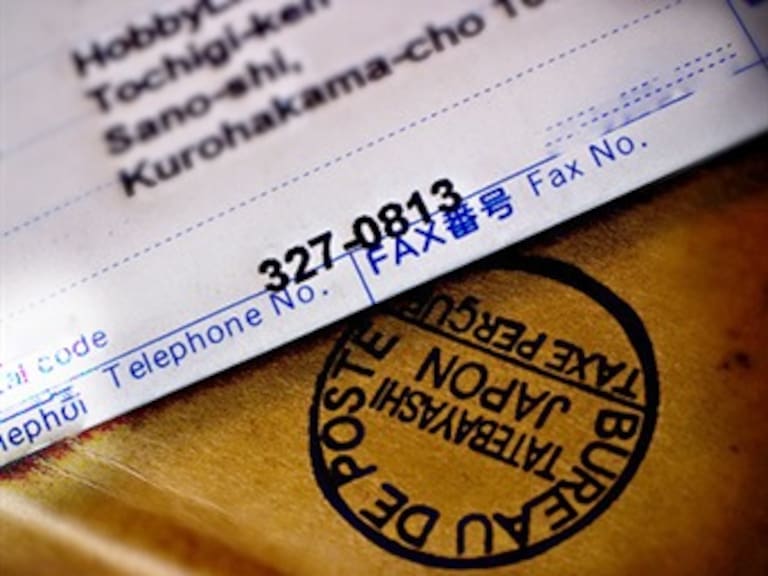 Tochigi-ken
Sano-shi,
Kurohakama-cho
327-0813
code
Telephone No.
FAX番号 Fax No.
TAXE PERÇUE
JAPON
TATEBAYASHI
BUREAU DE POSTE